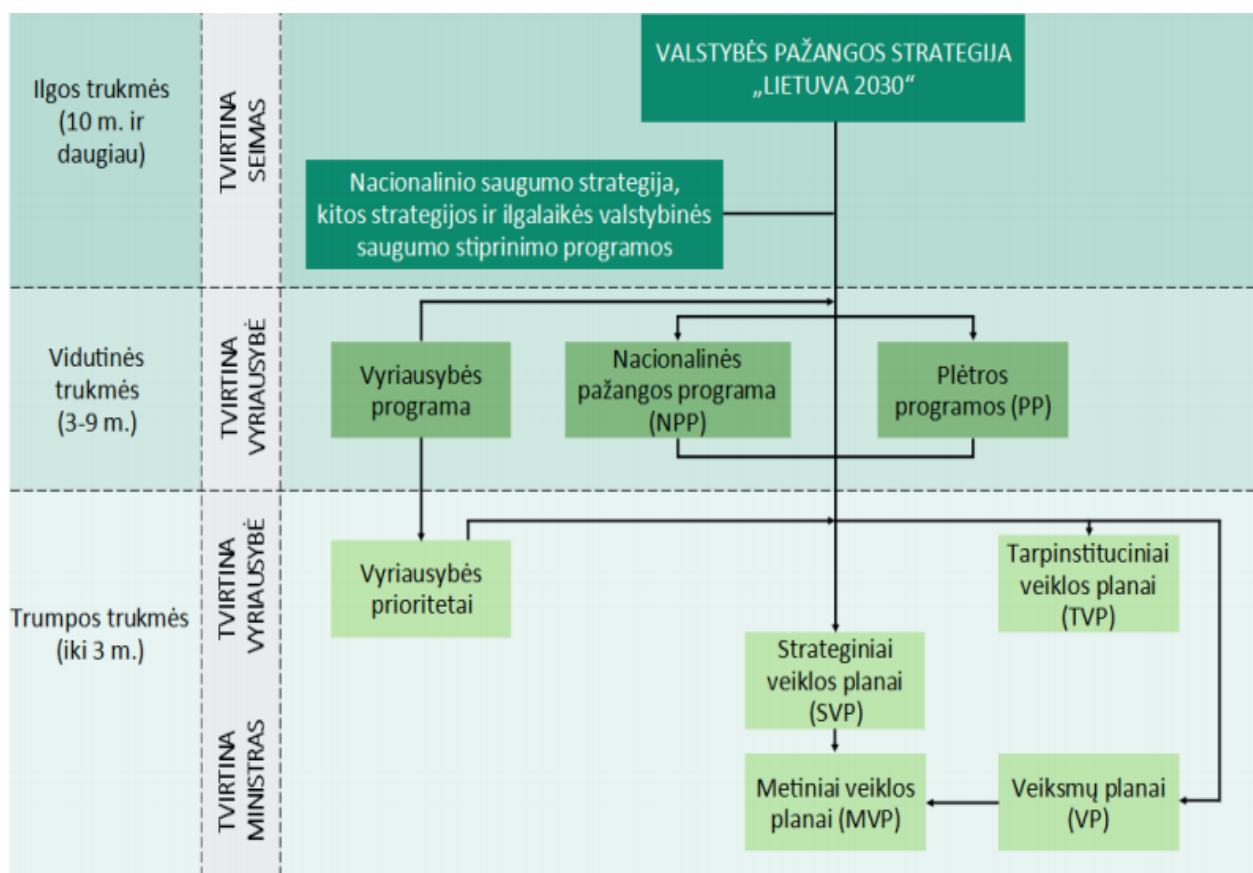 VALSTYBĖS PAŽANGOS STRATEGIJA
„LIETUVA 2030“
Ilgos trukmės
(10 m. ir
daugiau)
TVIRTINA
SEIMAS
Nacionalinio saugumo strategija,
kitos strategijos ir ilgalaikės valstybinės
saugumo stiprinimo programos
Vidutinės
trukmės
(3-9 m.)
TVIRTINA
VYRIAUSYBĖ
Vyriausybės
programa
Nacionalinės
pažangos programa
(NPP)
Plėtros
programos (PP)
Trumpos trukmės
(iki 3 m.)
TVIRTINA
VYRIAUSYBĖ
Vyriausybės
prioritetai
Tarpinstituciniai
veiklos planai
(TVP)
Strateginiai
veiklos planai
(SVP)
TVIRTINA
MINISTRAS
Metiniai veiklos
planai (MVP)
Veiksmų planai
(VP)